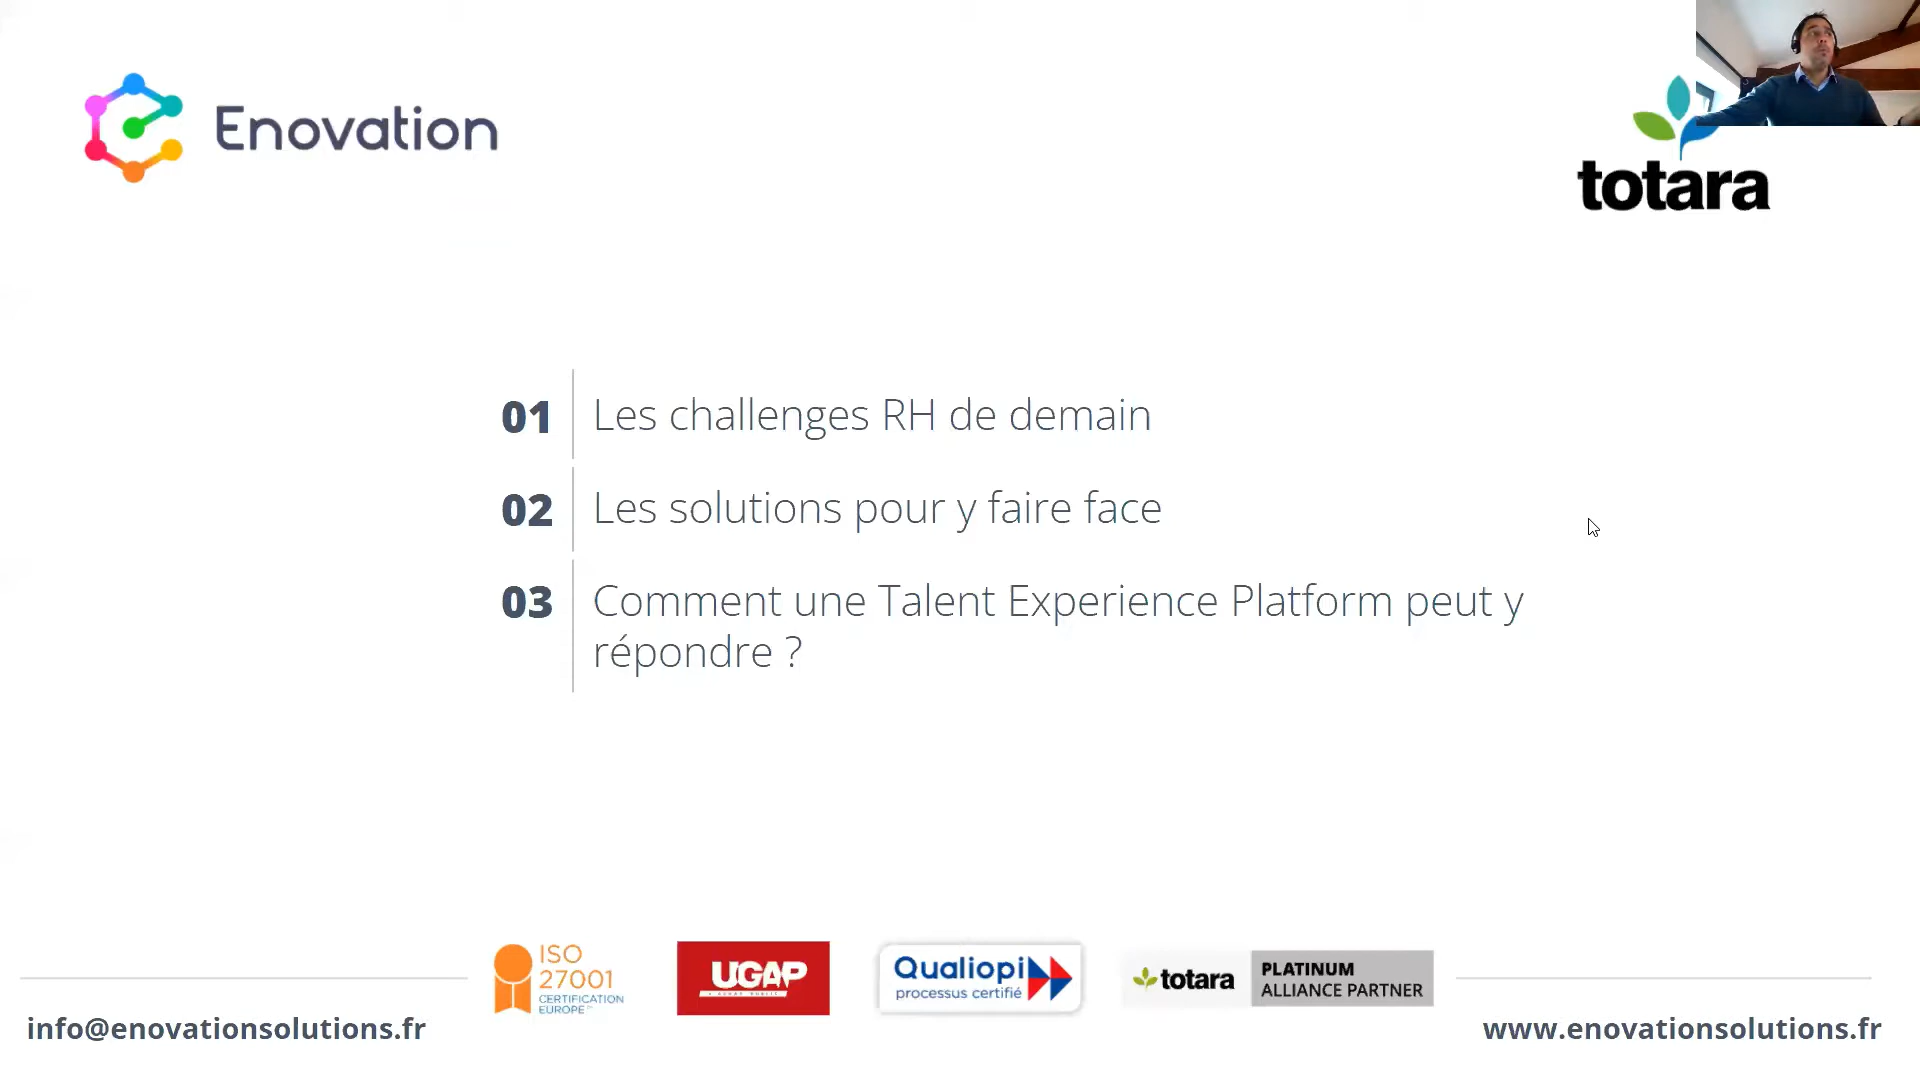 Enovation
totara
01 Les challenges RH de demain
02 Les solutions pour y faire face
03 Comment une Talent Experience Platform peut y
répondre ?
ISO
27001
CERTIFICATION
EUROPE
UGAP
Qualiopi
processus certifié
totara
PLATINUM
ALLIANCE PARTNER
info@enovationsolutions.fr
www.enovationsolutions.fr